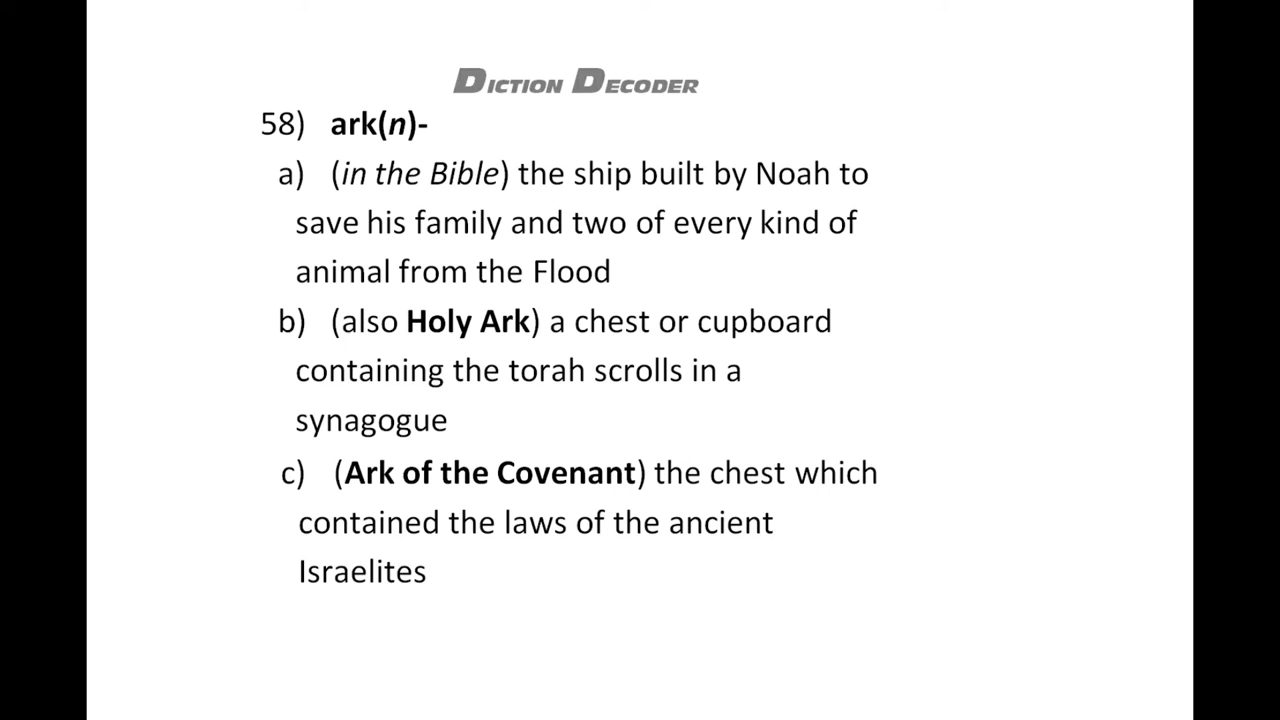 DICTION DECODER
58) ark(n)-
a) (in the Bible) the ship built by Noah to
save his family and two of every kind of
animal from the Flood
b) (also Holy Ark) a chest or cupboard
containing the torah scrolls in a
synagogue
c) (Ark of the Covenant) the chest which
contained the laws of the ancient
Israelites